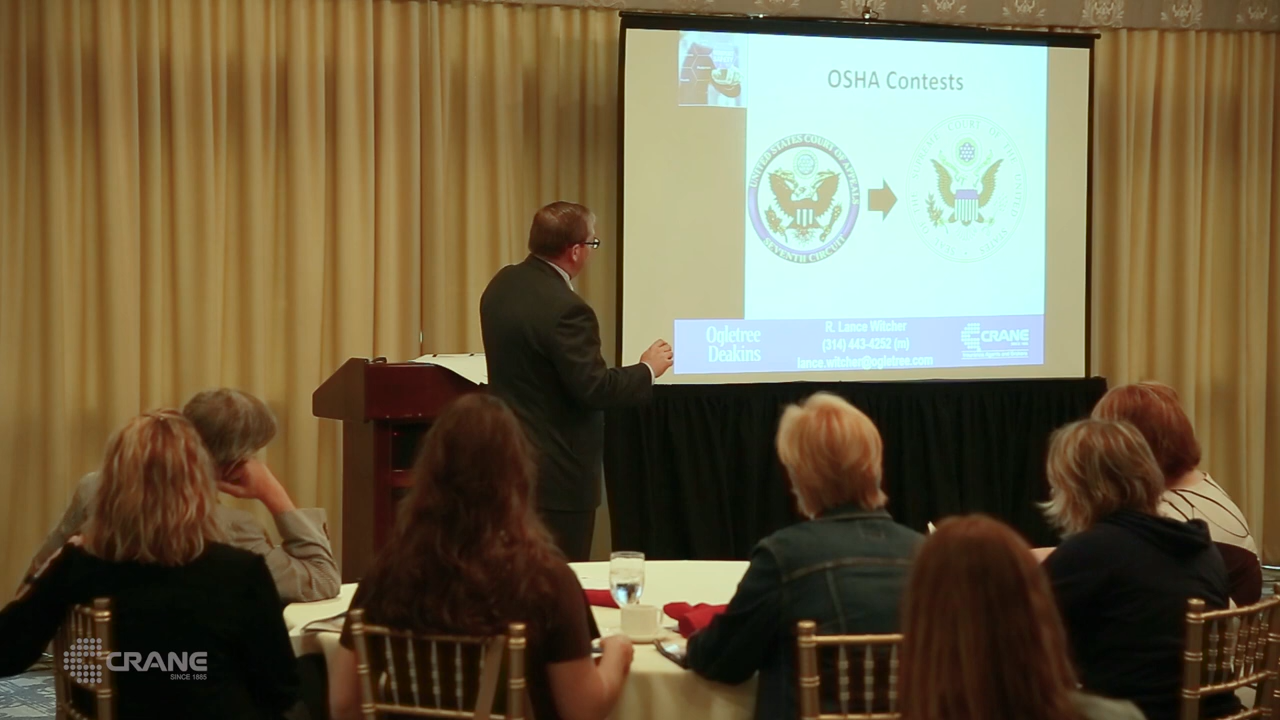 OSHA Contests
UNITED STATES COURT OF APPEALS
SEVENTH CIRCUIT
Ogletree
Deakins
R. Lance Witcher
(314) 443-4252 (m)
lance.witcher@ogletree.com
CRANE
CRANE
SINCE 1885